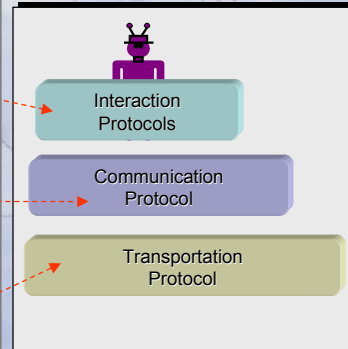 Interaction
Protocols
Communication
Protocol
Transportation
Protocol